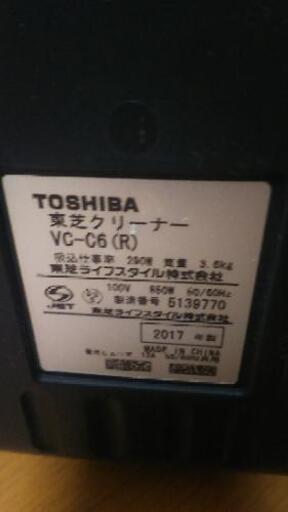 TOSHIBA
東芝クリーナー
VC-C6(R)
吸込仕事率 290W 質量 3.6kg
東芝ライフスタイル株式会社
JET 100V 850W 50/60Hz
製造番号 5139770
東芝ライフスタイル株式会社
2017 年製
MADE IN CHINA